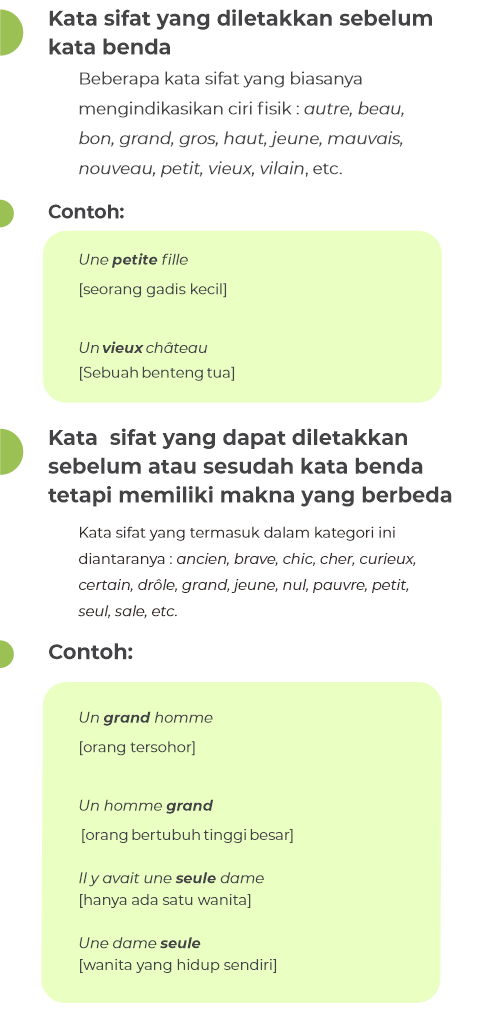 Kata sifat yang diletakkan sebelum
kata benda
Beberapa kata sifat yang biasanya
mengindikasikan ciri fisik : autre, beau,
bon, grand, gros, haut, jeune, mauvais,
nouveau, petit, vieux, vilain, etc.
Contoh:
Une petite fille
[seorang gadis kecil]
Un vieux château
[Sebuah benteng tua]
Kata sifat yang dapat diletakkan
sebelum atau sesudah kata benda
tetapi memiliki makna yang berbeda
Kata sifat yang termasuk dalam kategori ini
diantaranya : ancien, brave, chic, cher, curieux,
certain, drôle, grand, jeune, nul, pauvre, petit,
seul, sale, etc.
Contoh:
Un grand homme
[orang tersohor]
Un homme grand
[orang bertubuh tinggi besar]
Il y avait une seule dame
[hanya ada satu wanita]
Une dame seule
[wanita yang hidup sendiri]